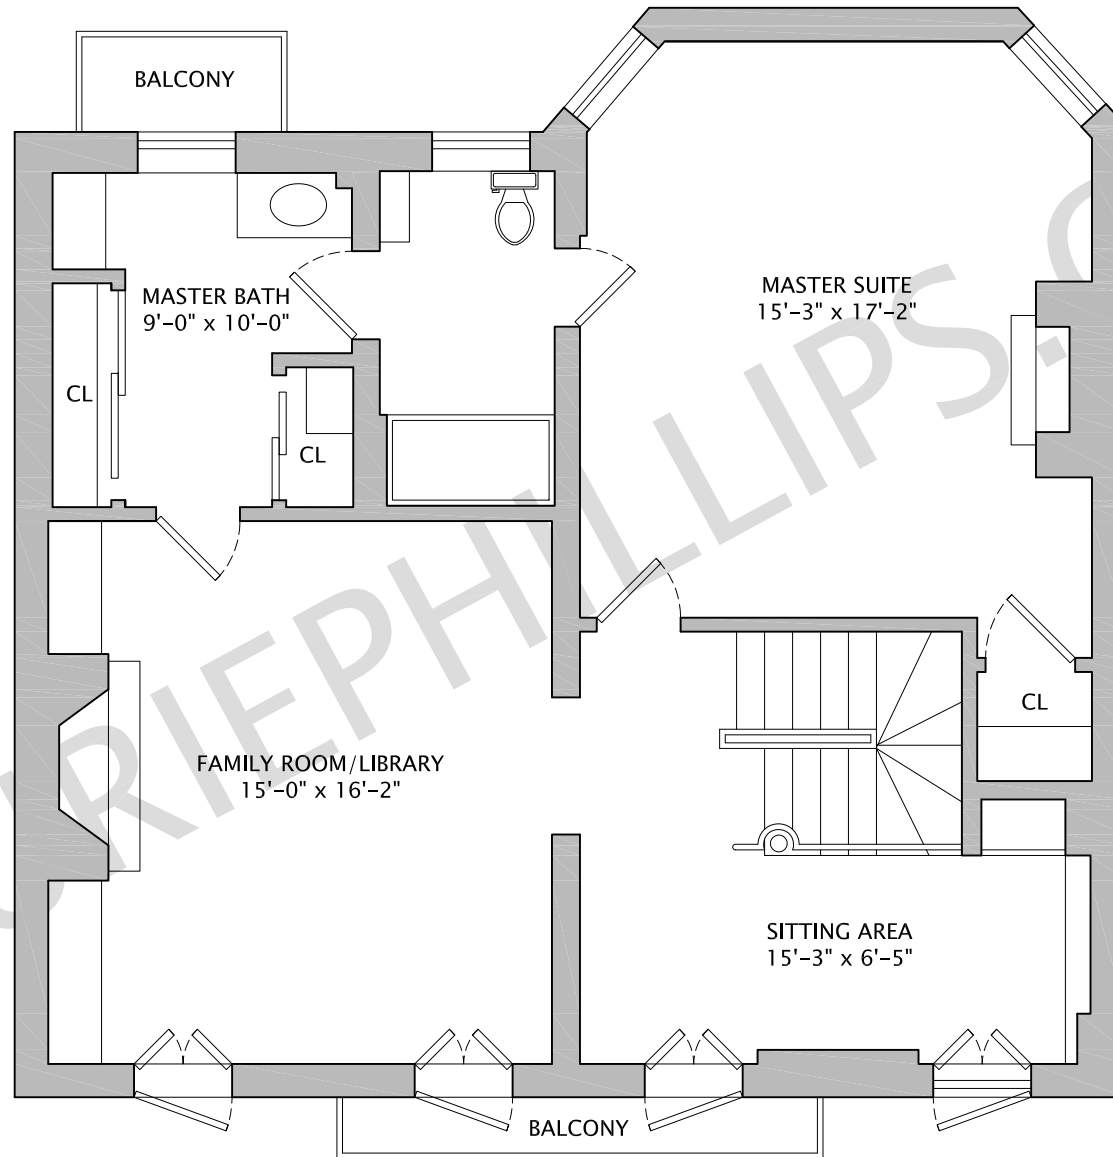 BALCONY
MASTER BATH
9'-0" x 10'-0"
MASTER SUITE
15'-3" x 17'-2"
CL
CL
CL
FAMILY ROOM/LIBRARY
15'-0" x 16'-2"
SITTING AREA
15'-3" x 6'-5"
BALCONY
URIEPHILLIPS.C